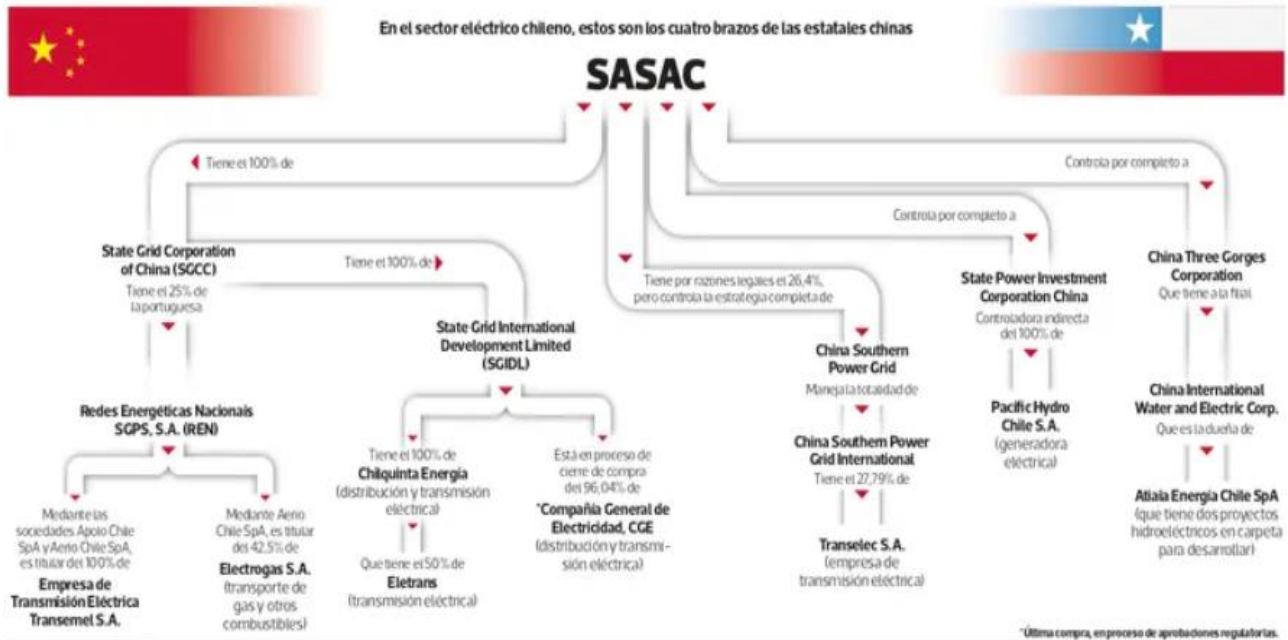 En el sector eléctrico chileno, estos son los cuatro brazos de las estatales chinas
SASAC
Tiene el 100% de
State Grid Corporation
of China (SGCC)
Tiene el 25% de
la portuguesa
Redes Energéticas Nacionais
SGPS, S.A. (REN)
Mediante las
sociedades Apolo Chile
SpA y Aerio Chile SpA,
es titular del 100% de
Empresa de
Transmisión Eléctrica
Transemel S.A.
Mediante Aerio
Chile SpA, es titular
del 42,5% de
Electrogas S.A.
(transporte de
gas y otros
combustibles)
Tiene el 100% de
State Grid International
Development Limited
(SGIDL)
Tiene el 100% de
Chilquinta Energía
(distribución y transmisión
eléctrica)
Que tiene el 50% de
Eletrans
(transmisión eléctrica)
Está en proceso de
cierre de compra
del 96,04% de
*Compañía General de
Electricidad, CGE
(distribución y transmi-
sión eléctrica)
Tiene por razones legales el 26,4%,
pero controla la estrategia completa de
China Southern
Power Grid
Maneja la totalidad de
China Southern Power
Grid International
Tiene el 27,79% de
Transelec S.A.
(empresa de
transmisión eléctrica)
Controla por completo a
State Power Investment
Corporation China
Controladora indirecta
del 100% de
Pacific Hydro
Chile S.A.
(generadora
eléctrica)
Controla por completo a
China Three Gorges
Corporation
Que tiene a la filial
China International
Water and Electric Corp.
Que es la dueña de
Atiaia Energía Chile SpA
(que tiene dos proyectos
hidroeléctricos en carpeta
para desarrollar)
*Última compra, en proceso de aprobaciones regulatorias.